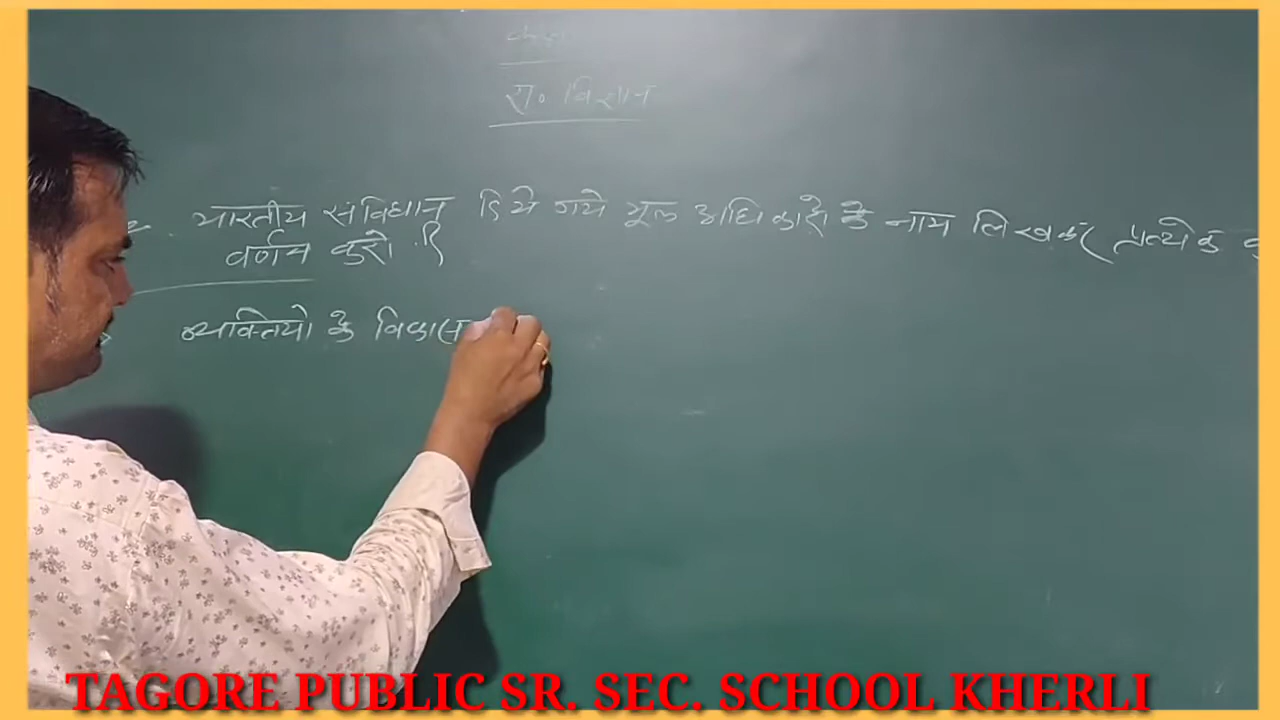 रा० विज्ञान
भारतीय संविधान दिये गये मूल अधिकारो के नाम लिखकर प्रत्येक
वर्णन करो
व्यक्तियो के विकास
TAGORE PUBLIC SR. SEC. SCHOOL KHERLI